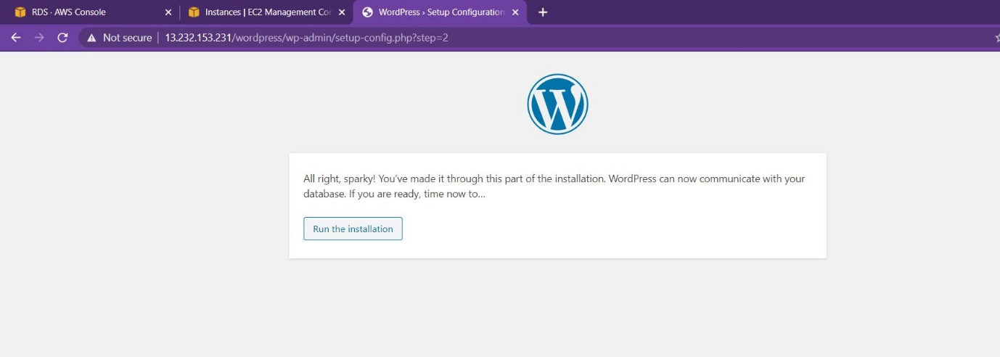 RDS · AWS Console
Instances | EC2 Management Cor
WordPress › Setup Configuration
Not secure | 13.232.153.231/wordpress/wp-admin/setup-config.php?step=2
All right, sparky! You've made it through this part of the installation. WordPress can now communicate with your
database. If you are ready, time now to…
Run the installation